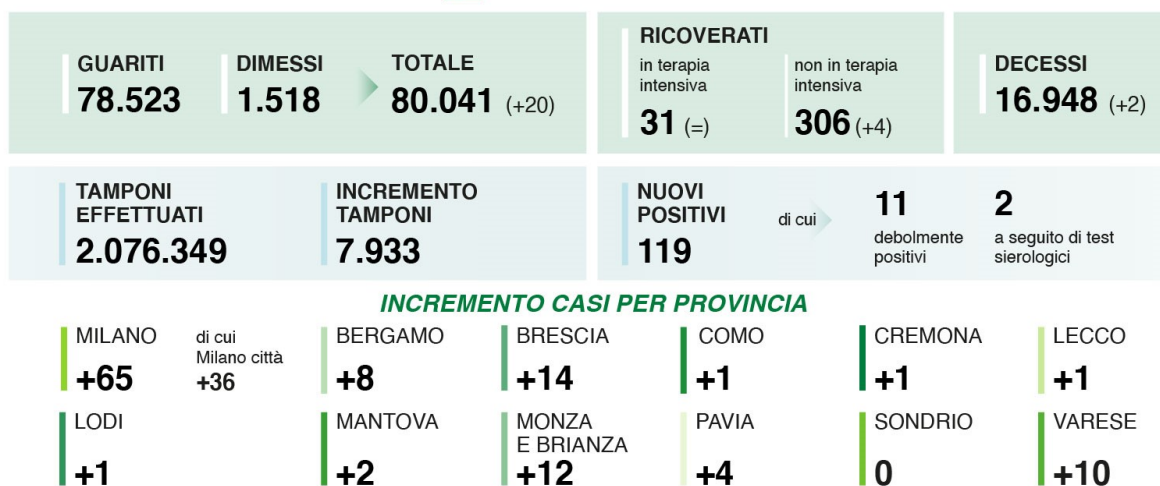 GUARITI
78.523
DIMESSI
1.518
TOTALE
80.041 (+20)
RICOVERATI
in terapia
intensiva
31 (=)
non in terapia
intensiva
306 (+4)
DECESSI
16.948 (+2)
TAMPONI
EFFETTUATI
2.076.349
INCREMENTO
TAMPONI
7.933
NUOVI
POSITIVI
119
di cui
11
debolmente
positivi
2
a seguito di test
sierologici
INCREMENTO CASI PER PROVINCIA
MILANO
+65
di cui
Milano città
+36
BERGAMO
+8
BRESCIA
+14
COMO
+1
CREMONA
+1
LECCO
+1
LODI
+1
MANTOVA
+2
MONZA
E BRIANZA
+12
PAVIA
+4
SONDRIO
0
VARESE
+10